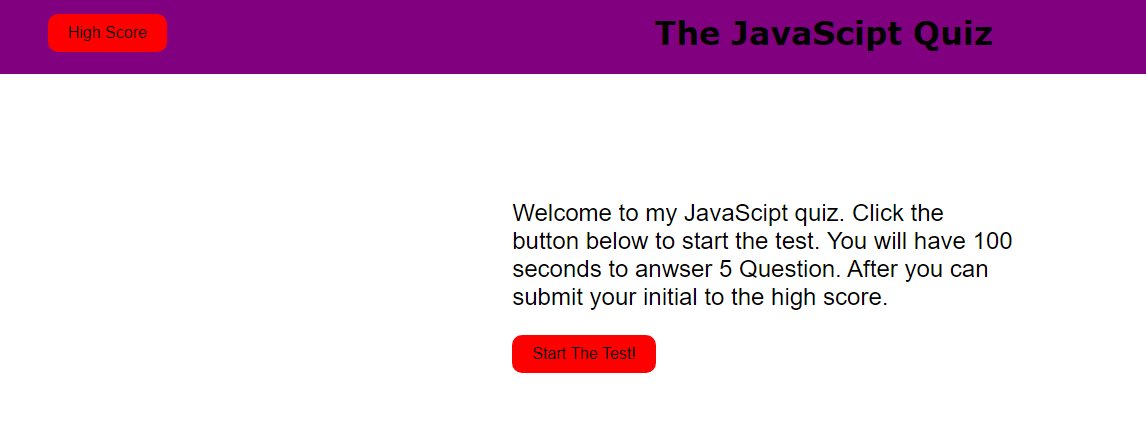 High Score
The JavaScipt Quiz
Welcome to my JavaScipt quiz. Click the
button below to start the test. You will have 100
seconds to anwser 5 Question. After you can
submit your initial to the high score.
Start The Test!